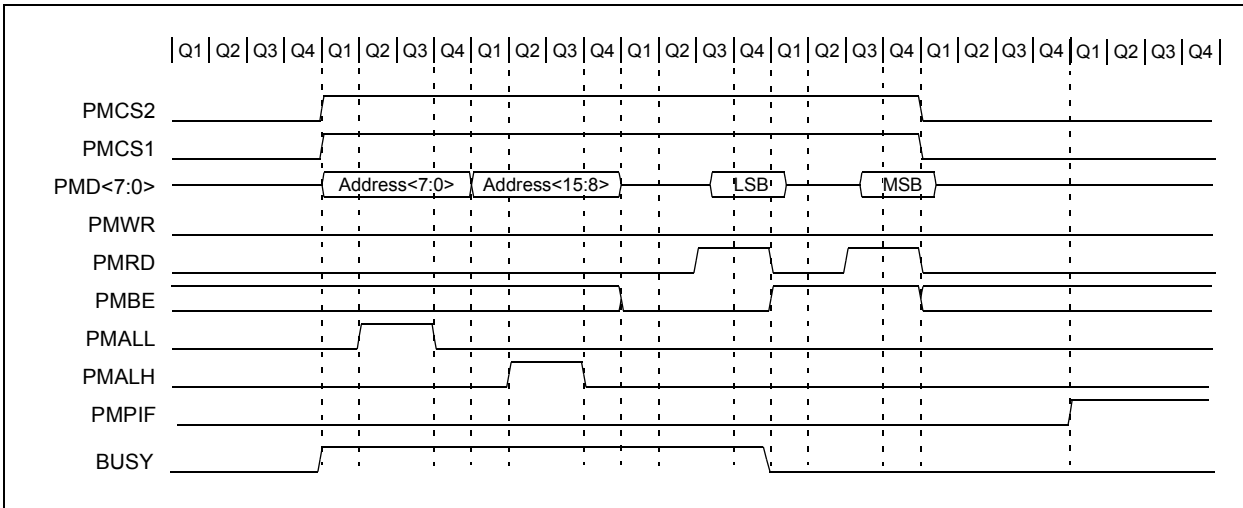 Q1 Q2 Q3 Q4 Q1 Q2 Q3 Q4 Q1 Q2 Q3 Q4 Q1 Q2 Q3 Q4 Q1 Q2 Q3 Q4 Q1 Q2 Q3 Q4 Q1 Q2 Q3 Q4
PMCS2
PMCS1
PMD<7:0> Address<7:0> Address<15:8> LSB MSB
PMWR
PMRD
PMBE
PMALL
PMALH
PMPIF
BUSY